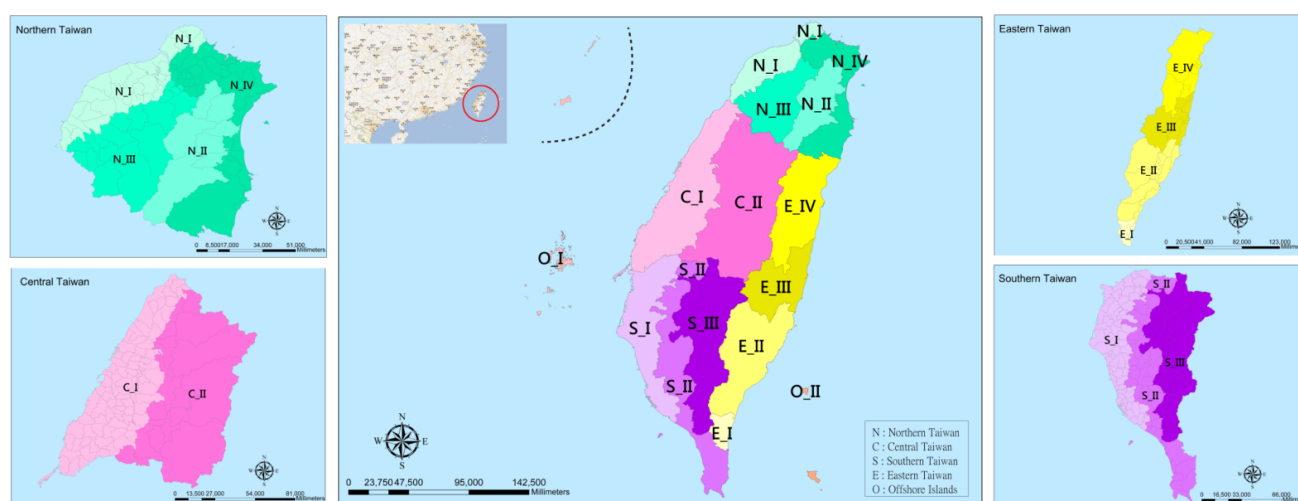 Northern Taiwan
N_I
N_I
N_IV
N_II
N_III
N
W E
S
0 8,500 17,000 34,000 51,000
Millimeters
Central Taiwan
C_I
C_II
N
W E
S
0 13,500 27,000 54,000 81,000
Millimeters
N_I
N_I
N_IV
N_III
N_II
C_I
C_II
E_IV
O_I
S_II
E_III
S_I
S_III
E_II
S_II
O_II
E_I
N
W E
S
0 23,750 47,500 95,000 142,500
Millimeters
N : Northern Taiwan
C : Central Taiwan
S : Southern Taiwan
E : Eastern Taiwan
O : Offshore Islands
Eastern Taiwan
E_IV
E_III
E_II
E_I
N
W E
S
0 20,500 41,000 82,000 123,000
Millimeters
Southern Taiwan
S_II
S_I
S_III
S_II
N
W E
S
0 16,500 33,000 66,000
Millimeters